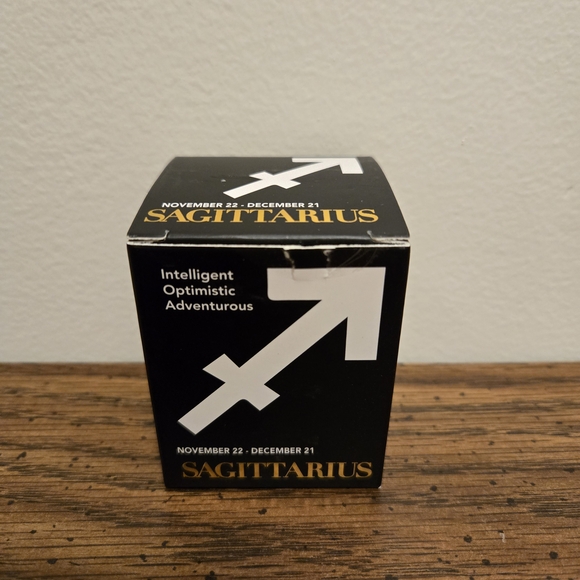 NOVEMBER 22 - DECEMBER 21
SAGITTARIUS
Intelligent
Optimistic
Adventurous
NOVEMBER 22 - DECEMBER 21
SAGITTARIUS